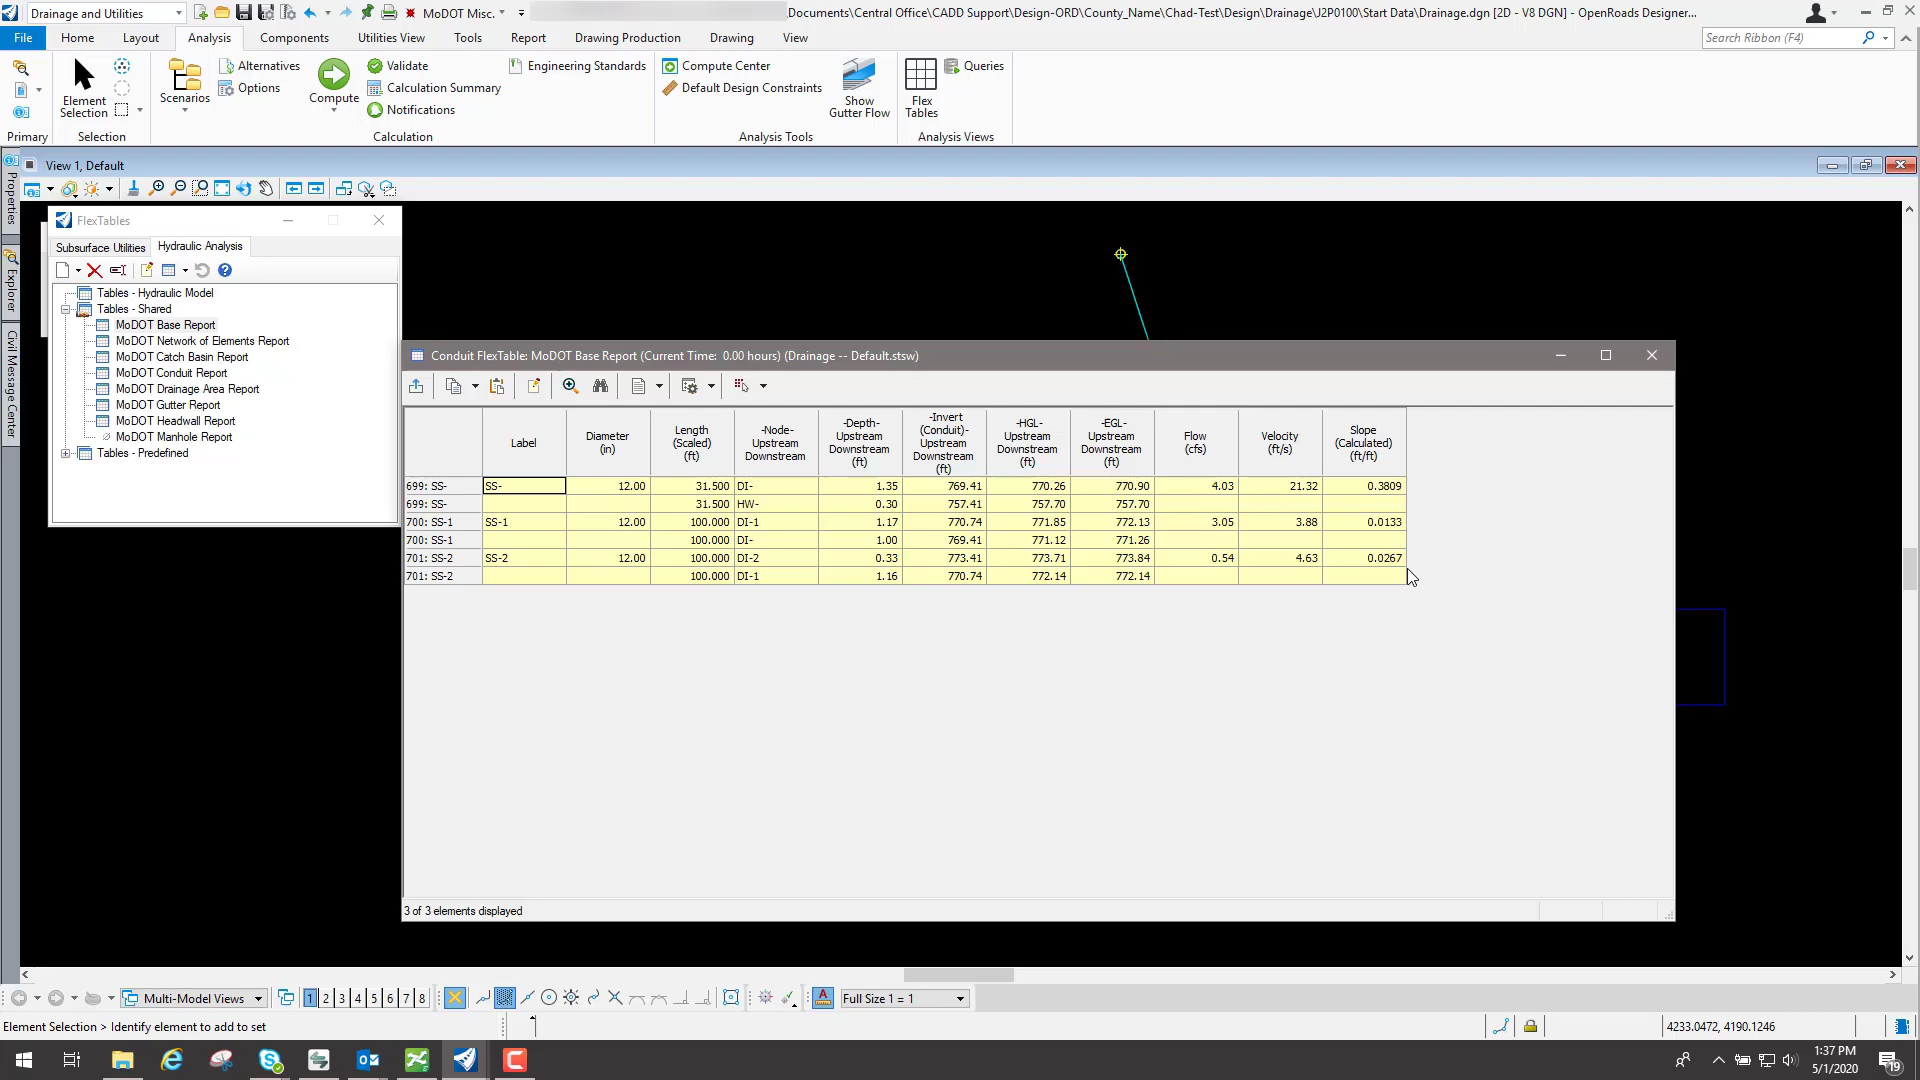 Drainage and Utilities
MoDOT Misc.
:Documents\Central Office\CADD Support\Design-ORD\County_Name\Chad-Test\Design\Drainage\J2P0100\Start Data\Drainage.dgn [2D - V8 DGN] - OpenRoads Designer...
File Home Layout Analysis Components Utilities View Tools Report Drawing Production Drawing View
Search Ribbon (F4)
Element Selection
Scenarios
Alternatives
Options
Compute
Validate
Calculation Summary
Notifications
Engineering Standards
Compute Center
Default Design Constraints
Show Gutter Flow
Flex Tables
Queries
Primary Selection Calculation Analysis Tools Analysis Views
View 1, Default
Properties
Explorer
Civil Message Center
FlexTables
Subsurface Utilities Hydraulic Analysis
Tables - Hydraulic Model
Tables - Shared
MoDOT Base Report
MoDOT Network of Elements Report
MoDOT Catch Basin Report
MoDOT Conduit Report
MoDOT Drainage Area Report
MoDOT Gutter Report
MoDOT Headwall Report
MoDOT Manhole Report
Tables - Predefined
Conduit FlexTable: MoDOT Base Report (Current Time: 0.00 hours) (Drainage -- Default.stsw)
Label
Diameter (in)
Length (Scaled) (ft)
-Node- Upstream Downstream
-Depth- Upstream Downstream (ft)
-Invert (Conduit)- Upstream Downstream (ft)
-HGL- Upstream Downstream (ft)
-EGL- Upstream Downstream (ft)
Flow (cfs)
Velocity (ft/s)
Slope (Calculated) (ft/ft)
699: SS- SS- 12.00 31.500 DI- 1.35 769.41 770.26 770.90 4.03 21.32 0.3809
699: SS- 31.500 HW- 0.30 757.41 757.70 757.70
700: SS-1 SS-1 12.00 100.000 DI-1 1.17 770.74 771.85 772.13 3.05 3.88 0.0133
700: SS-1 100.000 DI- 1.00 769.41 771.12 771.26
701: SS-2 SS-2 12.00 100.000 DI-2 0.33 773.41 773.71 773.84 0.54 4.63 0.0267
701: SS-2 100.000 DI-1 1.16 770.74 772.14 772.14
3 of 3 elements displayed
Multi-Model Views
1 2 3 4 5 6 7 8
Full Size 1 = 1
Element Selection > Identify element to add to set
4233.0472, 4190.1246
1:37 PM
5/1/2020
19